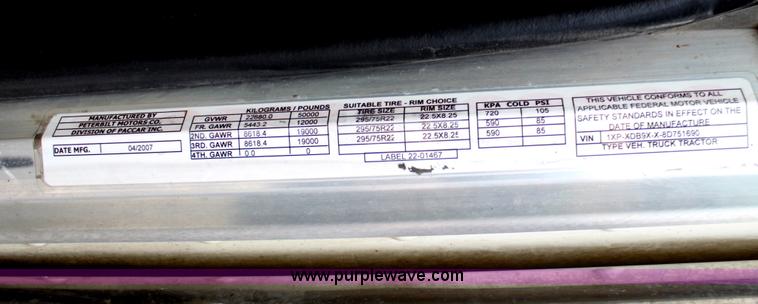 MANUFACTURED BY
PETERBILT MOTORS CO.
DIVISION OF PACCAR INC.
DATE MFG. 04/2007
KILOGRAMS / POUNDS
GVWR 22680.0 50000
FR. GAWR 5443.2 12000
2ND. GAWR 8618.4 19000
3RD. GAWR 8618.4 19000
4TH. GAWR 0.0 0
SUITABLE TIRE - RIM CHOICE
TIRE SIZE RIM SIZE
295/75R22 22.5X8.25
295/75R22 22.5X8.25
295/75R22 22.5X8.25
LABEL 22-01467
KPA COLD PSI
720 105
590 85
590 85
THIS VEHICLE CONFORMS TO ALL
APPLICABLE FEDERAL MOTOR VEHICLE
SAFETY STANDARDS IN EFFECT ON THE
DATE OF MANUFACTURE
VIN 1XP-XDB9X-X-8D751690
TYPE VEH. TRUCK TRACTOR
www.purplewave.com